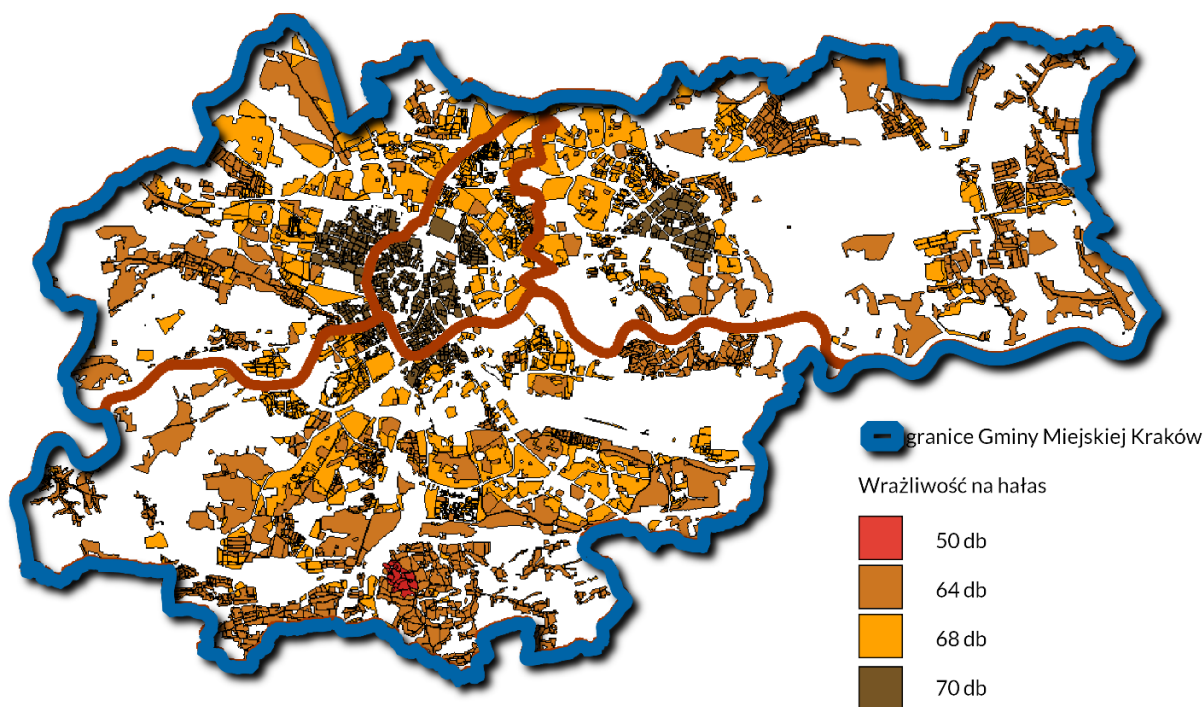 granice Gminy Miejskiej Kraków
Wrażliwość na hałas
50 db
64 db
68 db
70 db